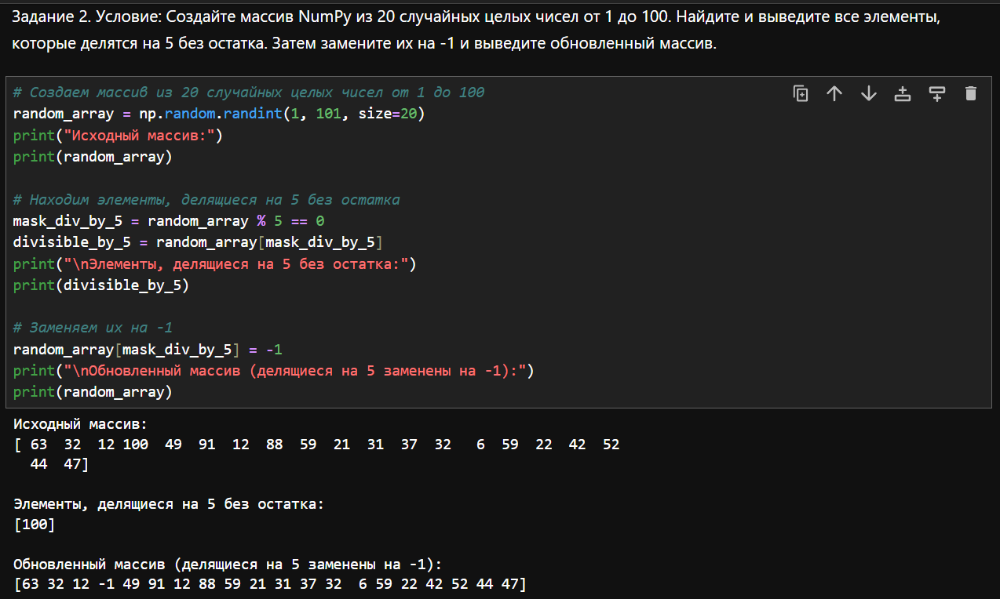 Задание 2. Условие: Создайте массив NumPy из 20 случайных целых чисел от 1 до 100. Найдите и выведите все элементы,
которые делятся на 5 без остатка. Затем замените их на -1 и выведите обновленный массив.
# Создаем массив из 20 случайных целых чисел от 1 до 100
random_array = np.random.randint(1, 101, size=20)
print("Исходный массив:")
print(random_array)
# Находим элементы, делящиеся на 5 без остатка
mask_div_by_5 = random_array % 5 == 0
divisible_by_5 = random_array[mask_div_by_5]
print("\nЭлементы, делящиеся на 5 без остатка:")
print(divisible_by_5)
# Заменяем их на -1
random_array[mask_div_by_5] = -1
print("\nОбновленный массив (делящиеся на 5 заменены на -1):")
print(random_array)
Исходный массив:
[ 63  32  12 100  49  91  12  88  59  21  31  37  32   6  59  22  42  52
  44  47]
Элементы, делящиеся на 5 без остатка:
[100]
Обновленный массив (делящиеся на 5 заменены на -1):
[63 32 12 -1 49 91 12 88 59 21 31 37 32  6 59 22 42 52 44 47]